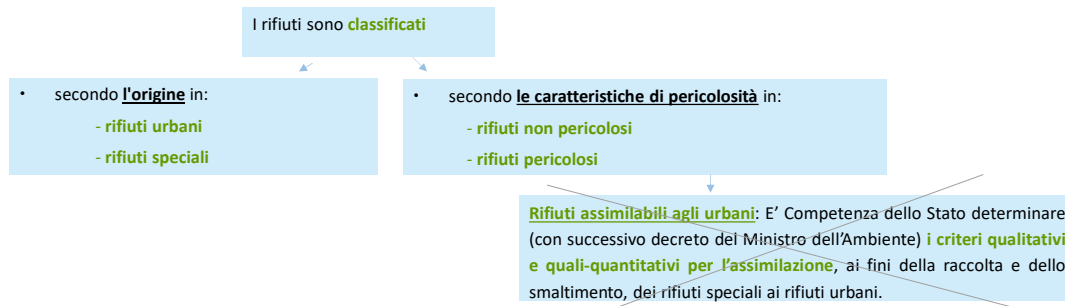 I rifiuti sono classificati
• secondo l'origine in:
- rifiuti urbani
- rifiuti speciali
• secondo le caratteristiche di pericolosità in:
- rifiuti non pericolosi
- rifiuti pericolosi
Rifiuti assimilabili agli urbani: E’ Competenza dello Stato determinare
(con successivo decreto del Ministro dell’Ambiente) i criteri qualitativi
e quali-quantitativi per l’assimilazione, ai fini della raccolta e dello
smaltimento, dei rifiuti speciali ai rifiuti urbani.